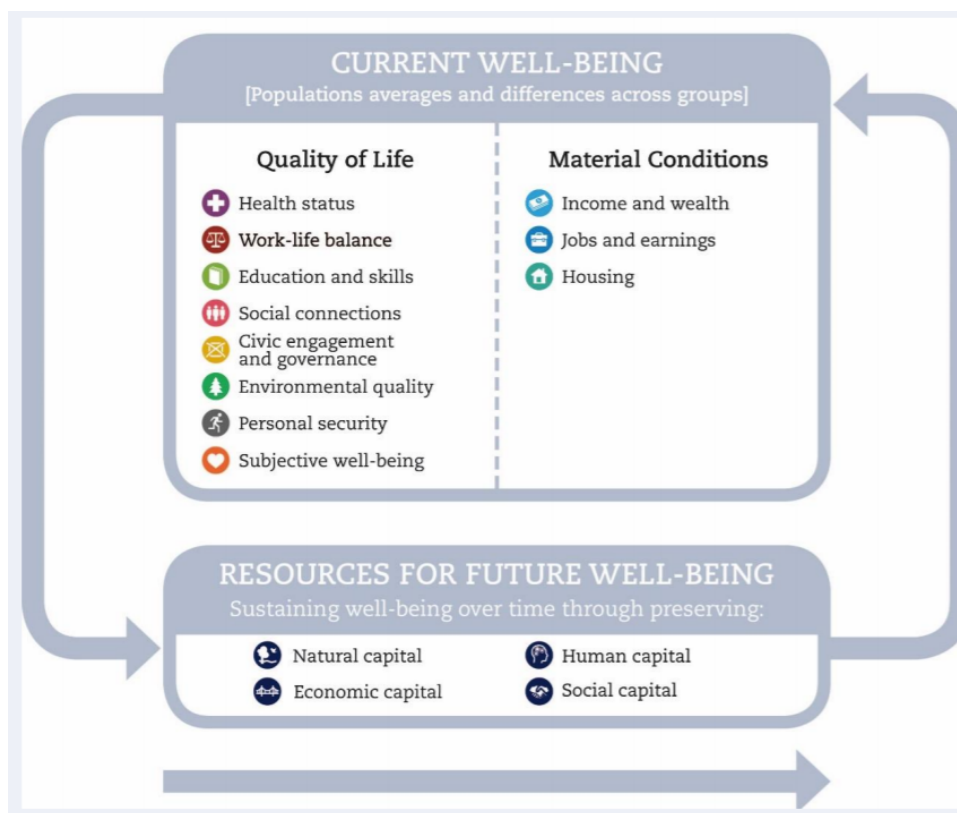 CURRENT WELL-BEING
[Populations averages and differences across groups]
Quality of Life
Health status
Work-life balance
Education and skills
Social connections
Civic engagement
and governance
Environmental quality
Personal security
Subjective well-being
Material Conditions
Income and wealth
Jobs and earnings
Housing
RESOURCES FOR FUTURE WELL-BEING
Sustaining well-being over time through preserving:
Natural capital
Economic capital
Human capital
Social capital